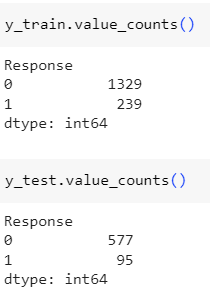 y_train.value_counts()
Response
0 1329
1 239
dtype: int64
y_test.value_counts()
Response
0 577
1 95
dtype: int64